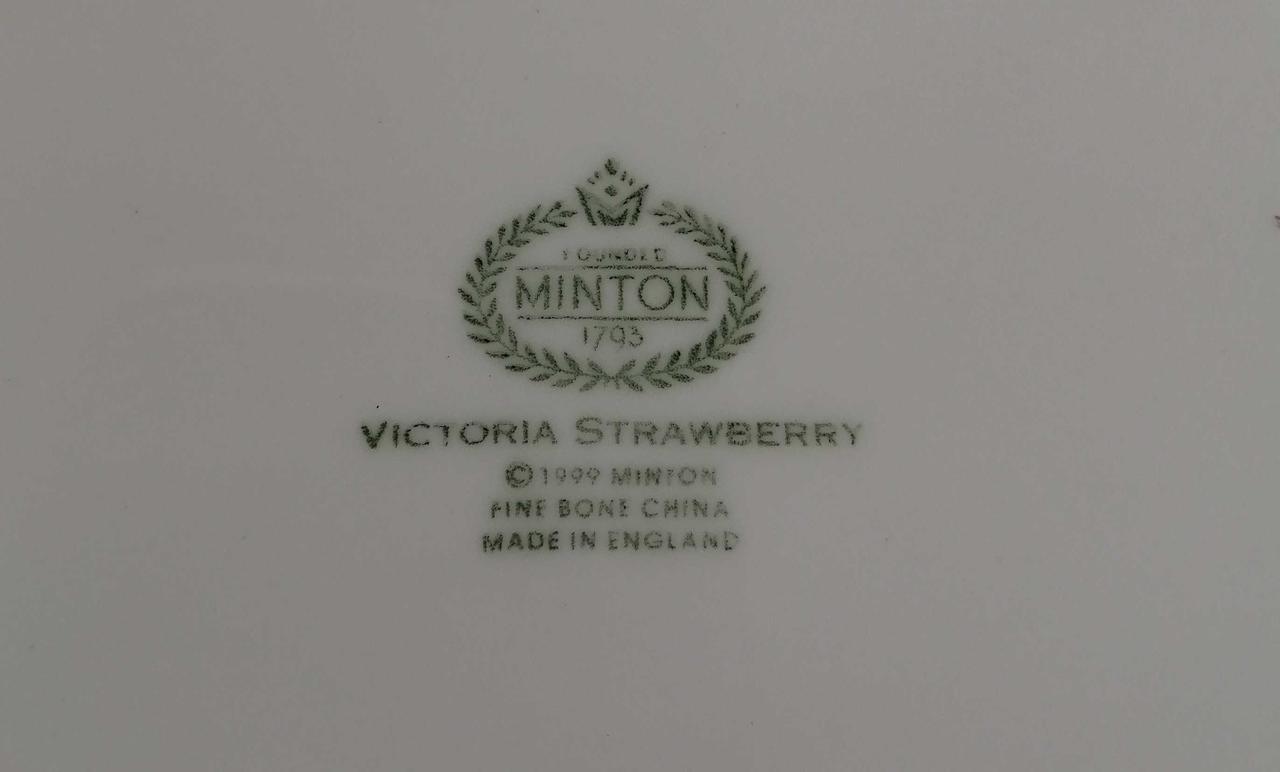 FOUNDED
MINTON
1793
VICTORIA STRAWBERRY
© 1999 MINTON
FINE BONE CHINA
MADE IN ENGLAND